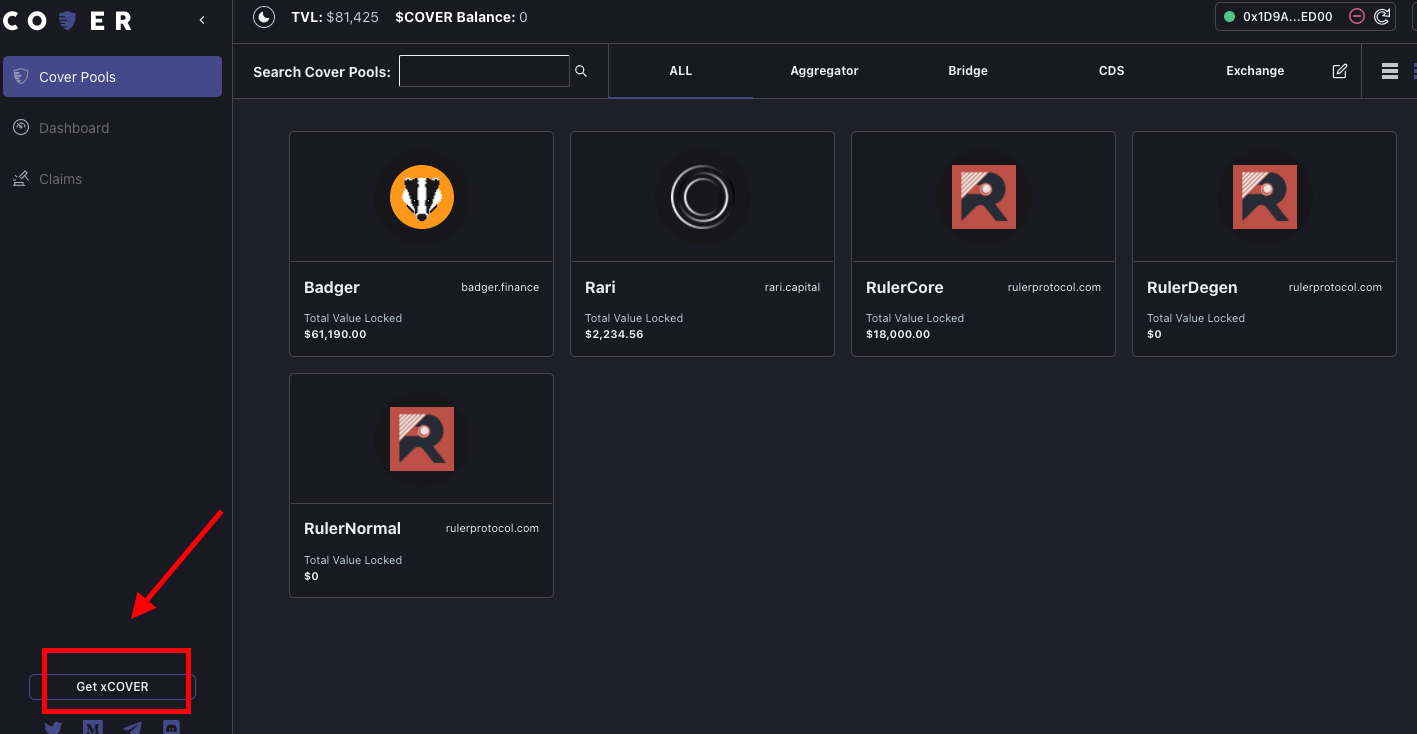 COVER
TVL: $81,425 $COVER Balance: 0
0x1D9A...ED00
Cover Pools
Dashboard
Claims
Search Cover Pools:
ALL
Aggregator
Bridge
CDS
Exchange
Badger badger.finance
Total Value Locked
$61,190.00
Rari rari.capital
Total Value Locked
$2,234.56
RulerCore rulerprotocol.com
Total Value Locked
$18,000.00
RulerDegen rulerprotocol.com
Total Value Locked
$0
RulerNormal rulerprotocol.com
Total Value Locked
$0
Get xCOVER